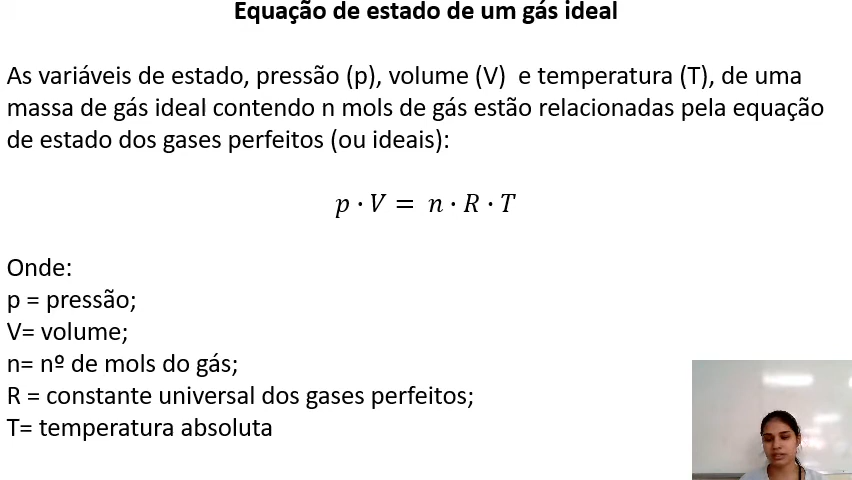 Equação de estado de um gás ideal
As variáveis de estado, pressão (p), volume (V)  e temperatura (T), de uma
massa de gás ideal contendo n mols de gás estão relacionadas pela equação
de estado dos gases perfeitos (ou ideais):
p · V = n · R · T
Onde:
p = pressão;
V= volume;
n= nº de mols do gás;
R = constante universal dos gases perfeitos;
T= temperatura absoluta